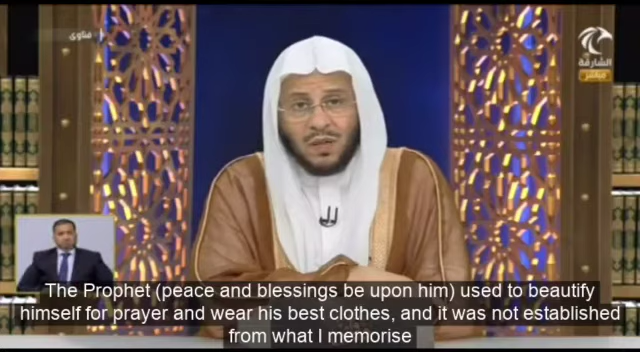 فتاوى
الشارقة
مباشر
The Prophet (peace and blessings be upon him) used to beautify
himself for prayer and wear his best clothes, and it was not established
from what I memorise